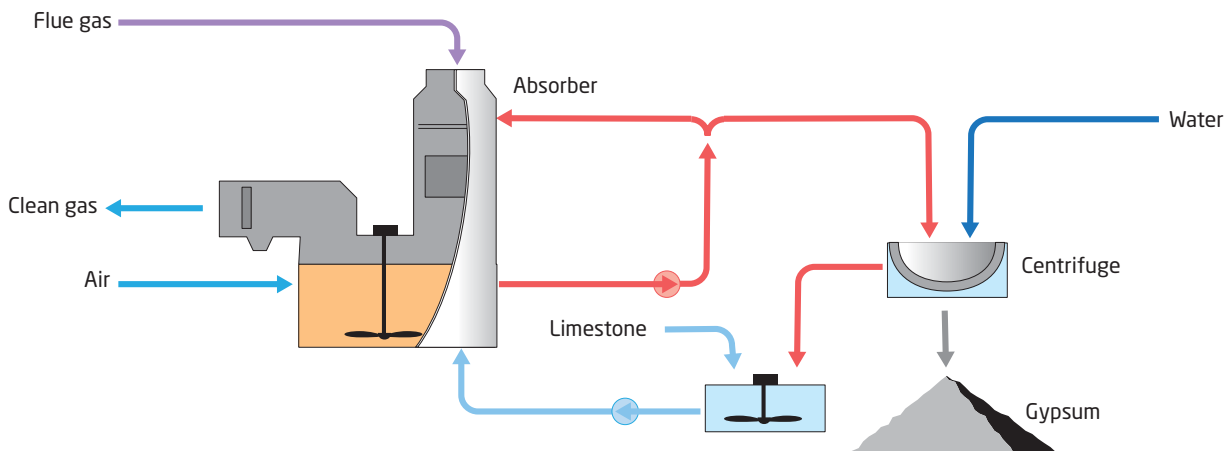 Flue gas
Absorber
Water
Clean gas
Centrifuge
Air
Limestone
Gypsum